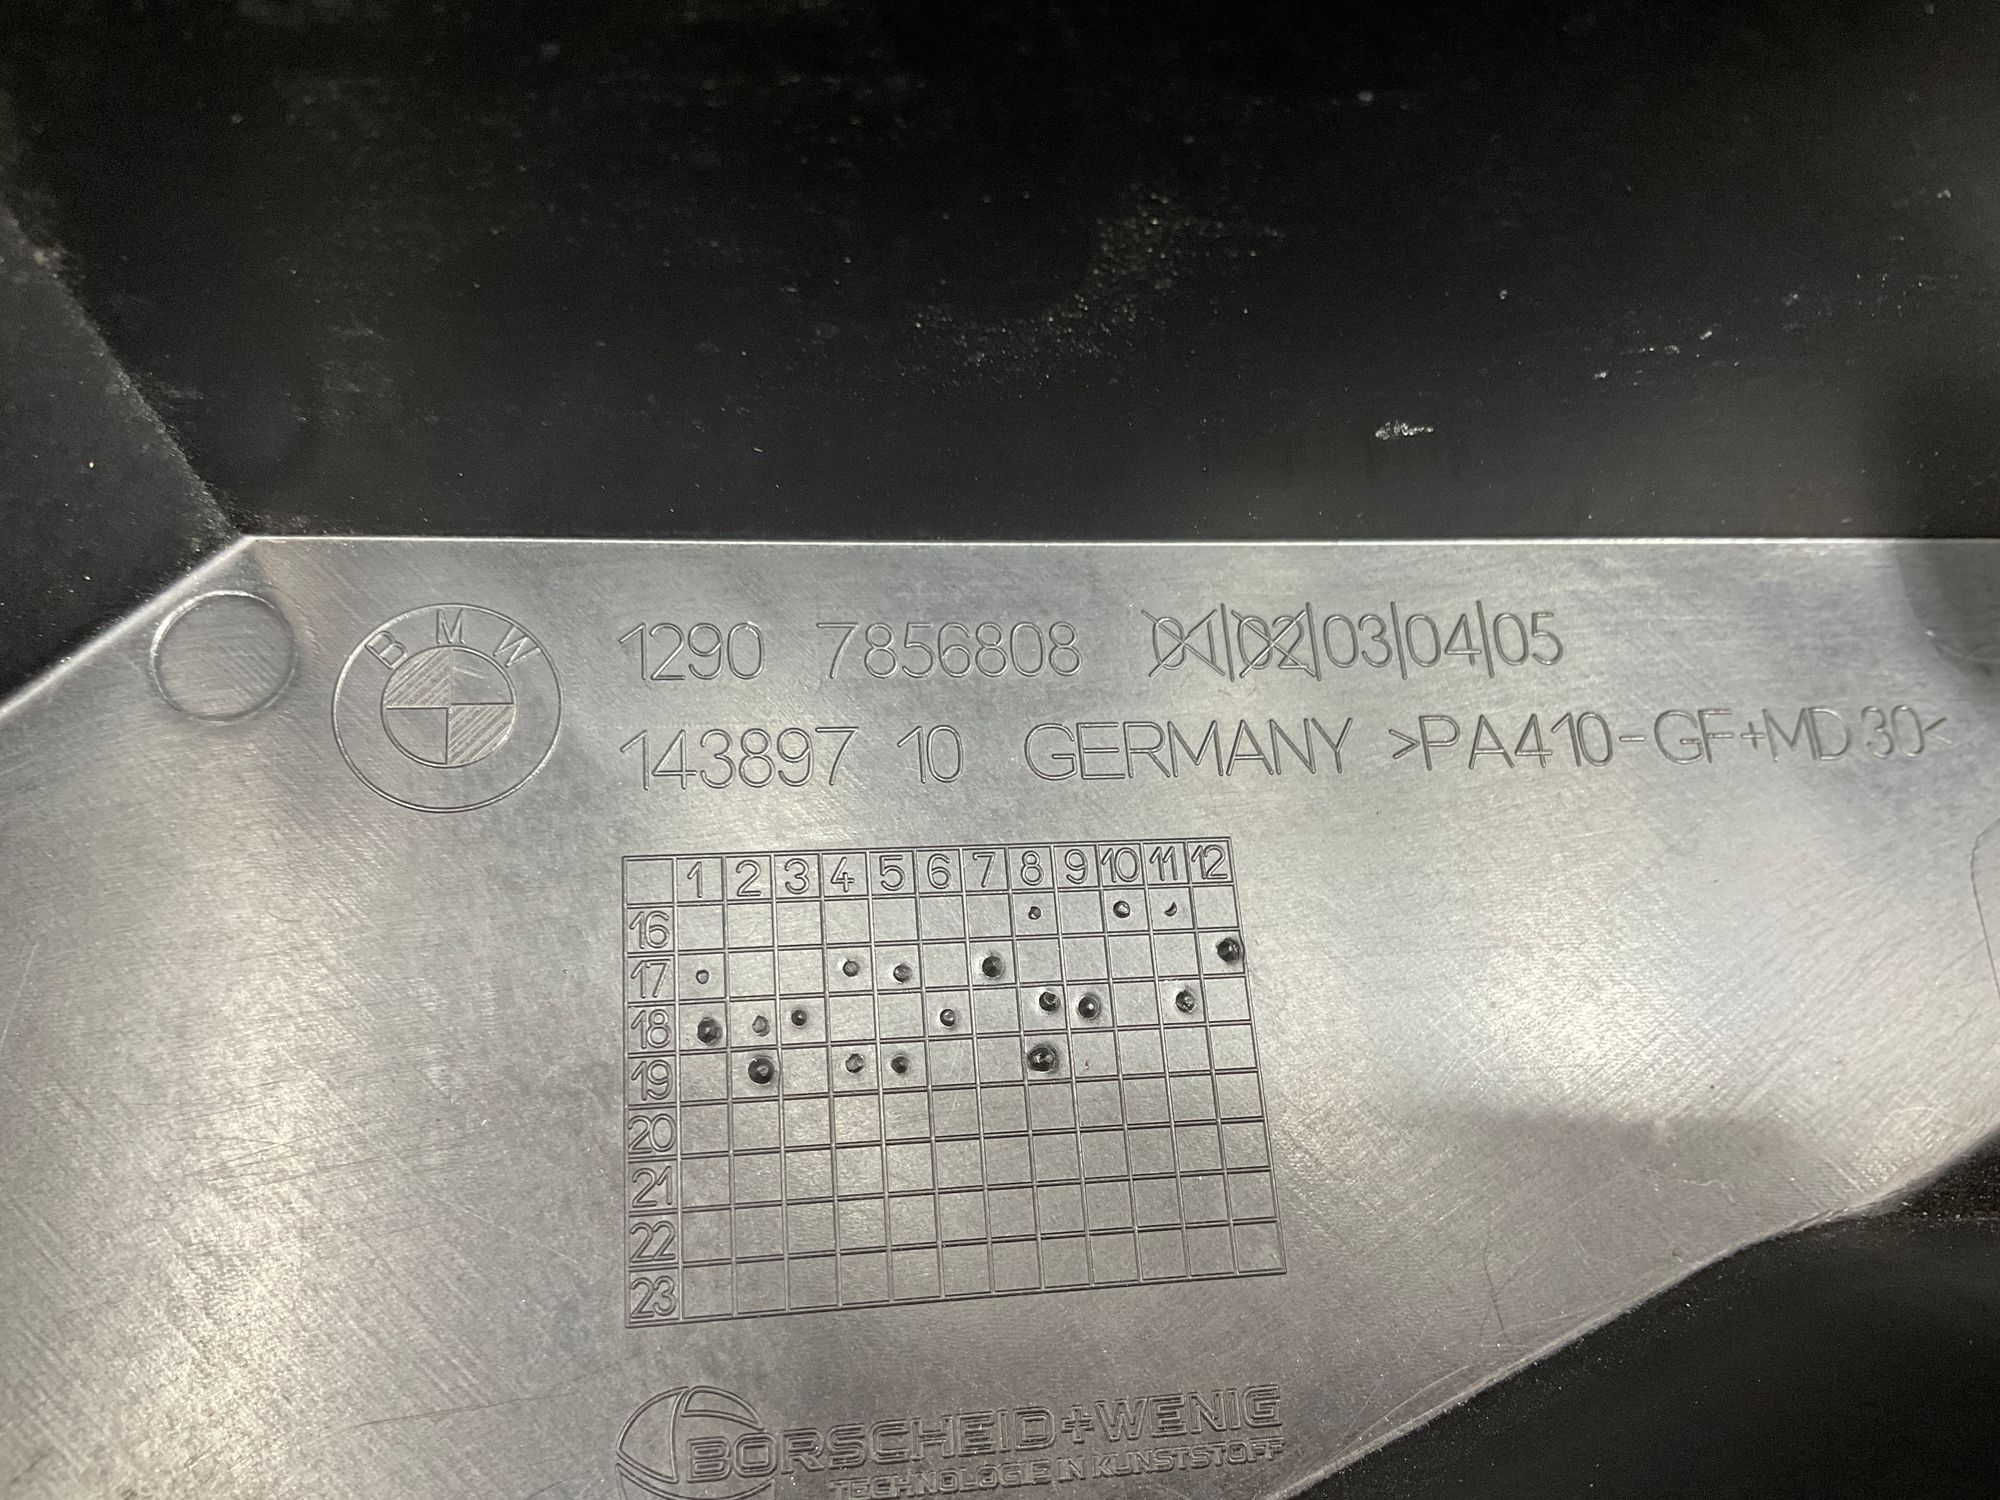 BMW
1290 7856808 01|02|03|04|05
143897 10 GERMANY >PA410-GF+MD30<
1 2 3 4 5 6 7 8 9 10 11 12
16
17
18
19
20
21
22
23
BORSCHEID+WENIG
TECHNOLOGIE IN KUNSTSTOFF